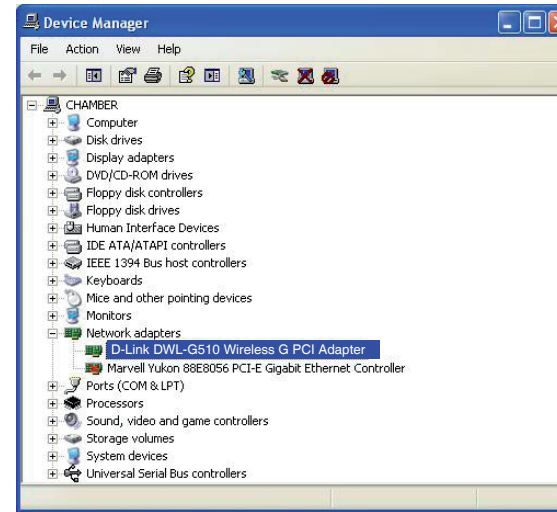 Device Manager
File Action View Help
CHAMBER
Computer
Disk drives
Display adapters
DVD/CD-ROM drives
Floppy disk controllers
Floppy disk drives
Human Interface Devices
IDE ATA/ATAPI controllers
IEEE 1394 Bus host controllers
Keyboards
Mice and other pointing devices
Monitors
Network adapters
D-Link DWL-G510 Wireless G PCI Adapter
Marvell Yukon 88E8056 PCI-E Gigabit Ethernet Controller
Ports (COM & LPT)
Processors
Sound, video and game controllers
Storage volumes
System devices
Universal Serial Bus controllers